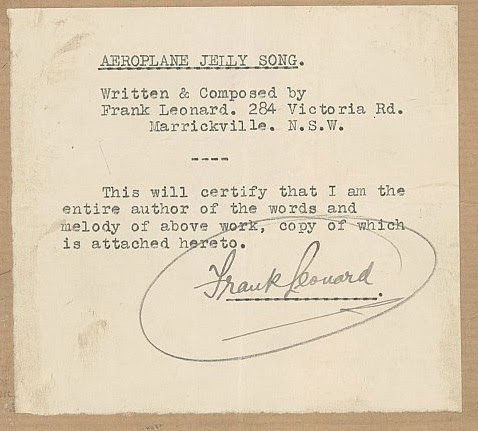 AEROPLANE JELLY SONG.
Written & Composed by
Frank Leonard. 284 Victoria Rd.
Marrickville. N.S.W.
----
This will certify that I am the
entire author of the words and
melody of above work, copy of which
is attached hereto.
Frank Leonard